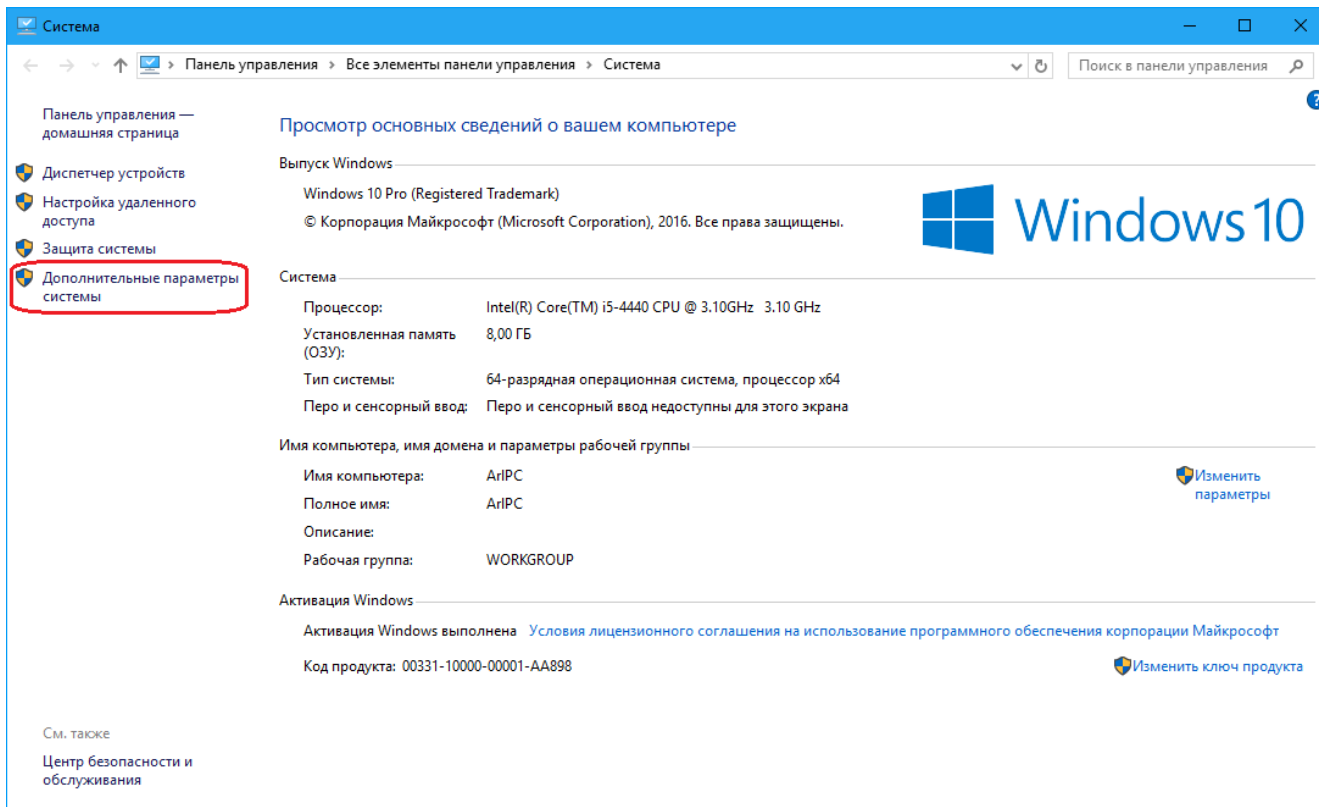 Система
Панель управления › Все элементы панели управления › Система
Поиск в панели управления
Панель управления —
домашняя страница
Диспетчер устройств
Настройка удаленного
доступа
Защита системы
Дополнительные параметры
системы
Просмотр основных сведений о вашем компьютере
Выпуск Windows
Windows 10 Pro (Registered Trademark)
© Корпорация Майкрософт (Microsoft Corporation), 2016. Все права защищены.
Windows 10
Система
Процессор: Intel(R) Core(TM) i5-4440 CPU @ 3.10GHz 3.10 GHz
Установленная память 8,00 ГБ
(ОЗУ):
Тип системы: 64-разрядная операционная система, процессор x64
Перо и сенсорный ввод: Перо и сенсорный ввод недоступны для этого экрана
Имя компьютера, имя домена и параметры рабочей группы
Имя компьютера: ArIPC
Изменить
параметры
Полное имя: ArIPC
Описание:
Рабочая группа: WORKGROUP
Активация Windows
Активация Windows выполнена Условия лицензионного соглашения на использование программного обеспечения корпорации Майкрософт
Код продукта: 00331-10000-00001-AA898 Изменить ключ продукта
См. также
Центр безопасности и
обслуживания